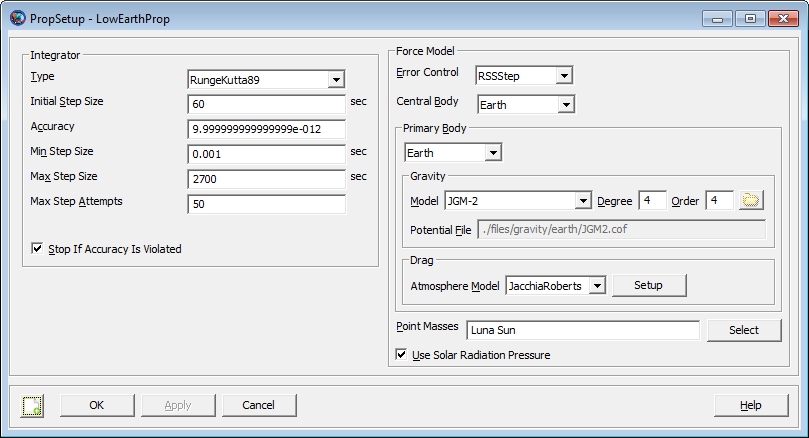 PropSetup - LowEarthProp
Integrator
Type RungeKutta89
Initial Step Size 60 sec
Accuracy 9.999999999999999e-012
Min Step Size 0.001 sec
Max Step Size 2700 sec
Max Step Attempts 50
Stop If Accuracy Is Violated
Force Model
Error Control RSSStep
Central Body Earth
Primary Body
Earth
Gravity
Model JGM-2 Degree 4 Order 4
Potential File ./files/gravity/earth/JGM2.cof
Drag
Atmosphere Model JacchiaRoberts Setup
Point Masses Luna Sun Select
Use Solar Radiation Pressure
OK Apply Cancel Help